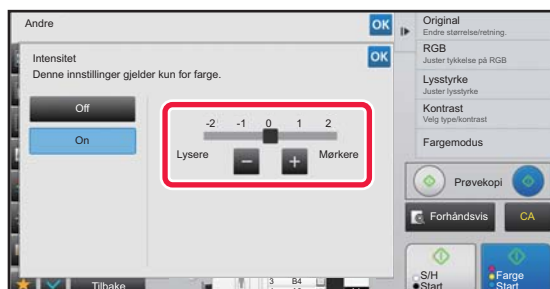 Andre
OK
Intensitet
OK
Denne innstillinger gjelder kun for farge.
Off
On
-2 -1 0 1 2
Lysere
Mørkere
Tilbake
3 B4
Original
Endre størrelse/retning.
RGB
Juster tykkelse på RGB
Lysstyrke
Juster lysstyrke
Kontrast
Velg type/kontrast
Fargemodus
Prøvekopi
Forhåndsvis
CA
S/H
Start
Farge
Start